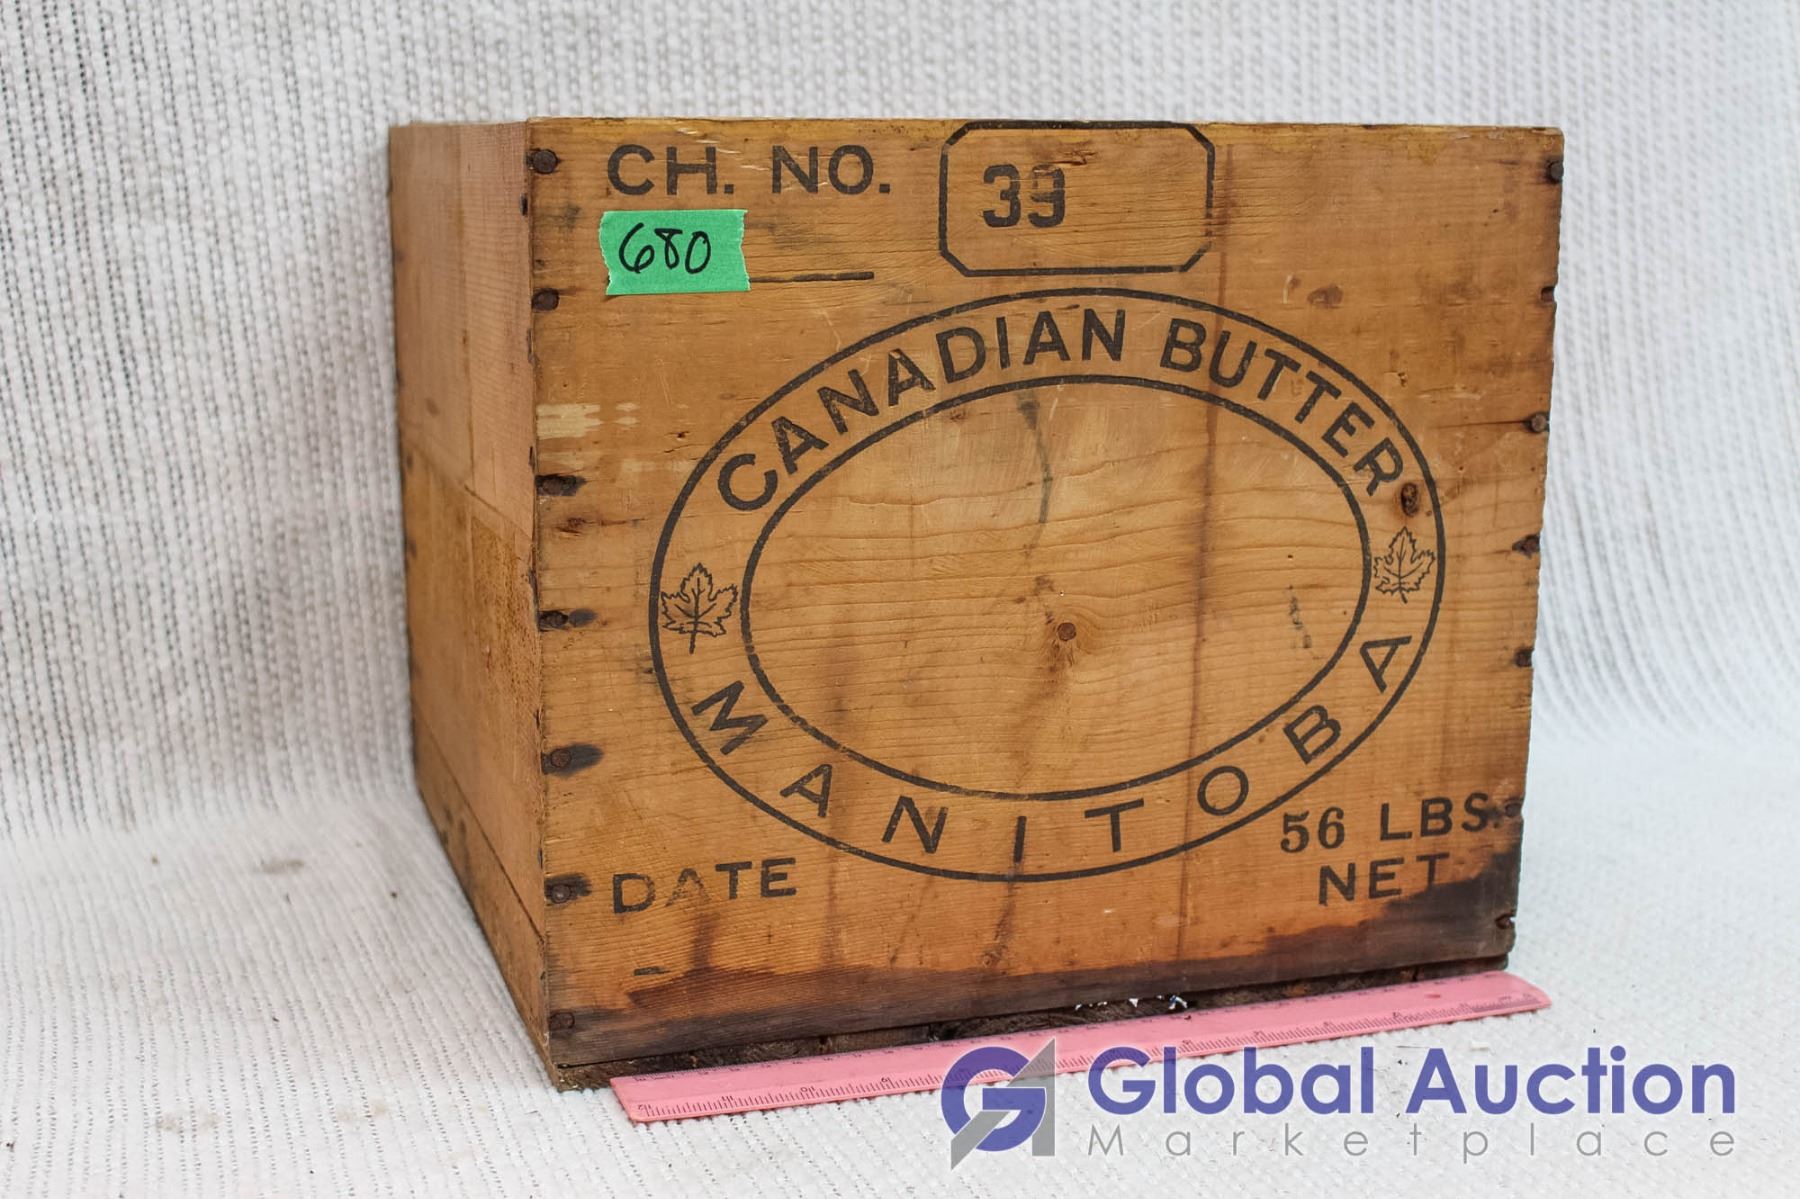 CH. NO. 39
680
CANADIAN BUTTER
MANITOBA
56 LBS.
NET
DATE
Global Auction
Marketplace